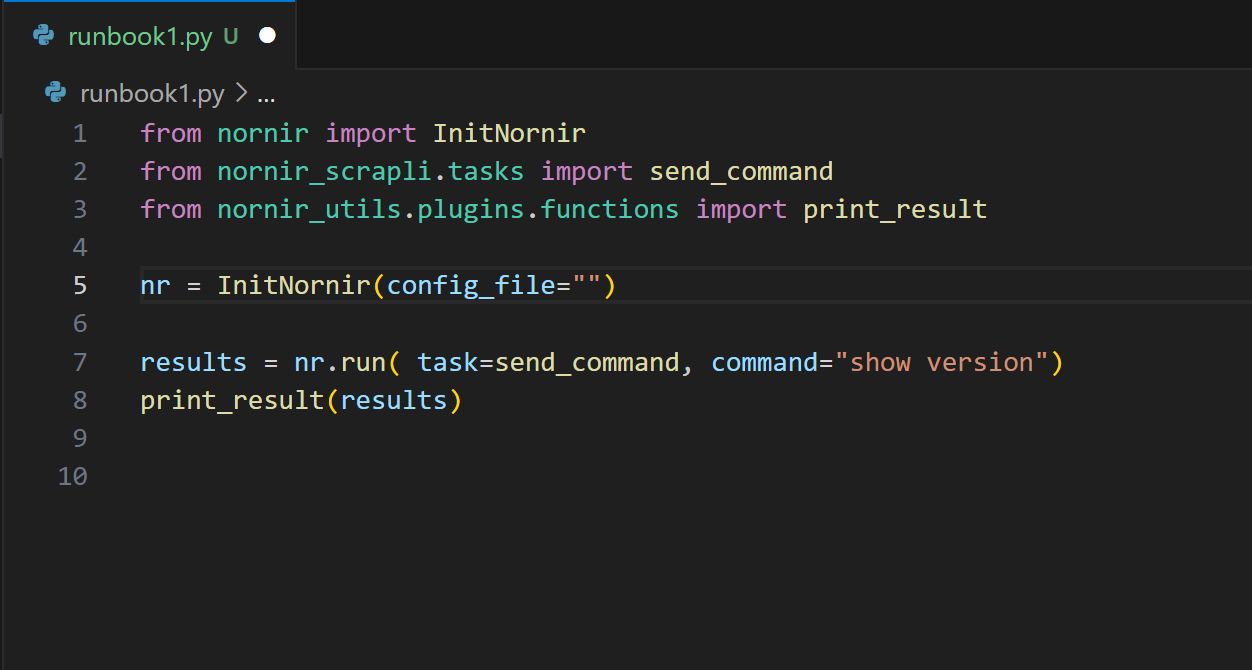 runbook1.py U
runbook1.py > ...
1 from nornir import InitNornir
2 from nornir_scrapli.tasks import send_command
3 from nornir_utils.plugins.functions import print_result
4
5 nr = InitNornir(config_file="")
6
7 results = nr.run( task=send_command, command="show version")
8 print_result(results)
9
10